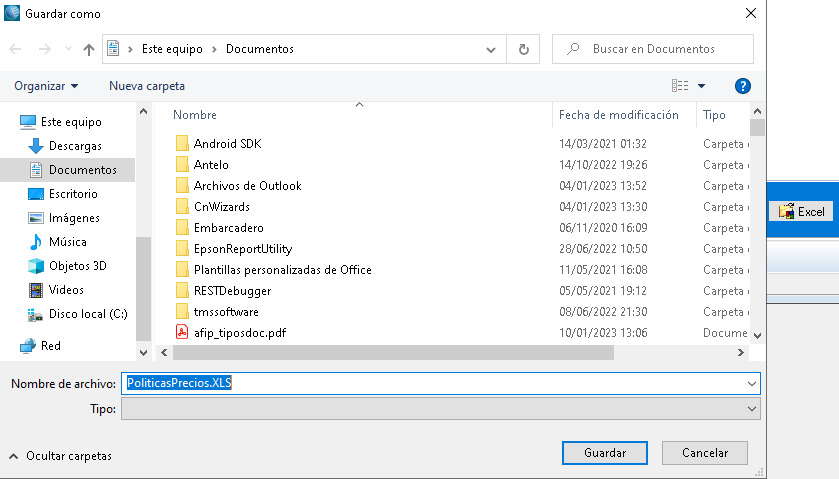 Guardar como
Este equipo > Documentos
Buscar en Documentos
Organizar
Nueva carpeta
?
Este equipo
Descargas
Documentos
Escritorio
Imágenes
Música
Objetos 3D
Videos
Disco local (C:)
Red
Nombre Fecha de modificación Tipo
Android SDK 14/03/2021 01:32 Carpeta d
Antelo 14/10/2022 19:26 Carpeta d
Archivos de Outlook 04/01/2023 13:52 Carpeta d
CnWizards 04/01/2023 13:30 Carpeta d
Embarcadero 06/11/2020 16:09 Carpeta d
EpsonReportUtility 28/06/2022 10:50 Carpeta d
Plantillas personalizadas de Office 11/05/2021 16:08 Carpeta d
RESTDebugger 05/05/2021 19:12 Carpeta d
tmssoftware 08/06/2022 21:30 Carpeta d
afip_tiposdoc.pdf 10/01/2023 13:06 Docume
Nombre de archivo: PoliticasPrecios.XLS
Tipo:
Ocultar carpetas
Guardar
Cancelar
Excel